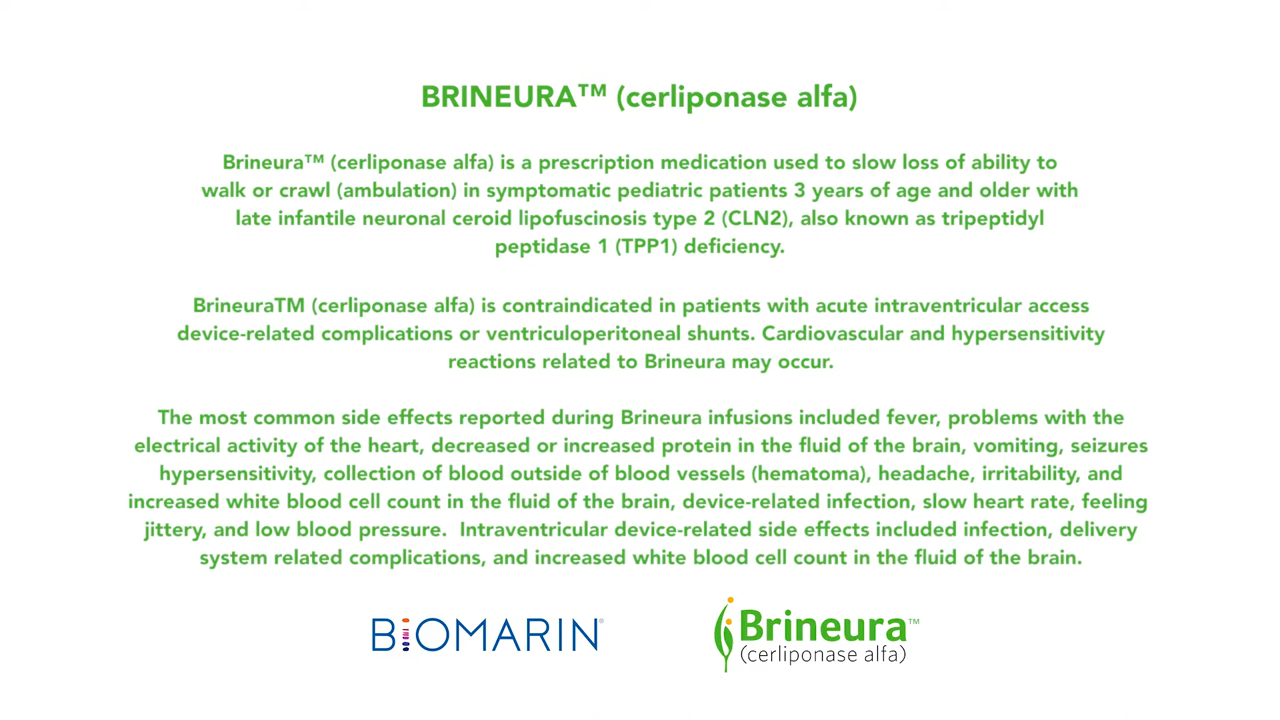 BRINEURA™ (cerliponase alfa)
Brineura™ (cerliponase alfa) is a prescription medication used to slow loss of ability to
walk or crawl (ambulation) in symptomatic pediatric patients 3 years of age and older with
late infantile neuronal ceroid lipofuscinosis type 2 (CLN2), also known as tripeptidyl
peptidase 1 (TPP1) deficiency.
BrineuraTM (cerliponase alfa) is contraindicated in patients with acute intraventricular access
device-related complications or ventriculoperitoneal shunts. Cardiovascular and hypersensitivity
reactions related to Brineura may occur.
The most common side effects reported during Brineura infusions included fever, problems with the
electrical activity of the heart, decreased or increased protein in the fluid of the brain, vomiting, seizures
hypersensitivity, collection of blood outside of blood vessels (hematoma), headache, irritability, and
increased white blood cell count in the fluid of the brain, device-related infection, slow heart rate, feeling
jittery, and low blood pressure.  Intraventricular device-related side effects included infection, delivery
system related complications, and increased white blood cell count in the fluid of the brain.
BIOMARIN®
Brineura™
(cerliponase alfa)